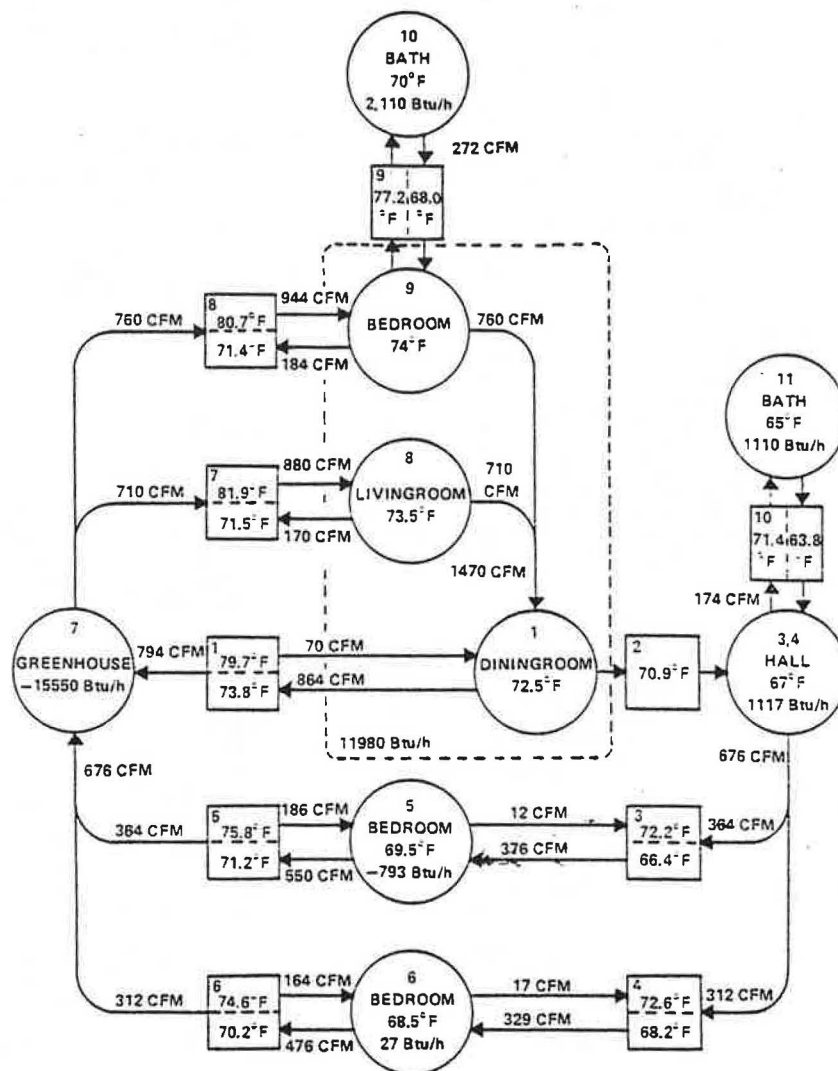 10
BATH
70°F
2,110 Btu/h
272 CFM
9
77.2 68.0
°F °F
9
BEDROOM
74°F
944 CFM
760 CFM
8
80.7°F
71.4°F
760 CFM
184 CFM
11
BATH
65°F
1110 Btu/h
8
LIVINGROOM
73.5°F
880 CFM
710 CFM
7
81.9°F
71.5°F
710
CFM
170 CFM
1470 CFM
10
71.4 63.8
°F °F
174 CFM
7
GREENHOUSE
-15550 Btu/h
794 CFM
1
79.7°F
73.8°F
70 CFM
864 CFM
1
DININGROOM
72.5°F
2
70.9°F
3,4
HALL
67°F
1117 Btu/h
11980 Btu/h
676 CFM
676 CFM
364 CFM
5
75.8°F
71.2°F
186 CFM
550 CFM
5
BEDROOM
69.5°F
-793 Btu/h
12 CFM
376 CFM
3
72.2°F
66.4°F
364 CFM
312 CFM
6
74.6°F
70.2°F
164 CFM
476 CFM
6
BEDROOM
68.5°F
27 Btu/h
17 CFM
329 CFM
4
72.6°F
68.2°F
312 CFM